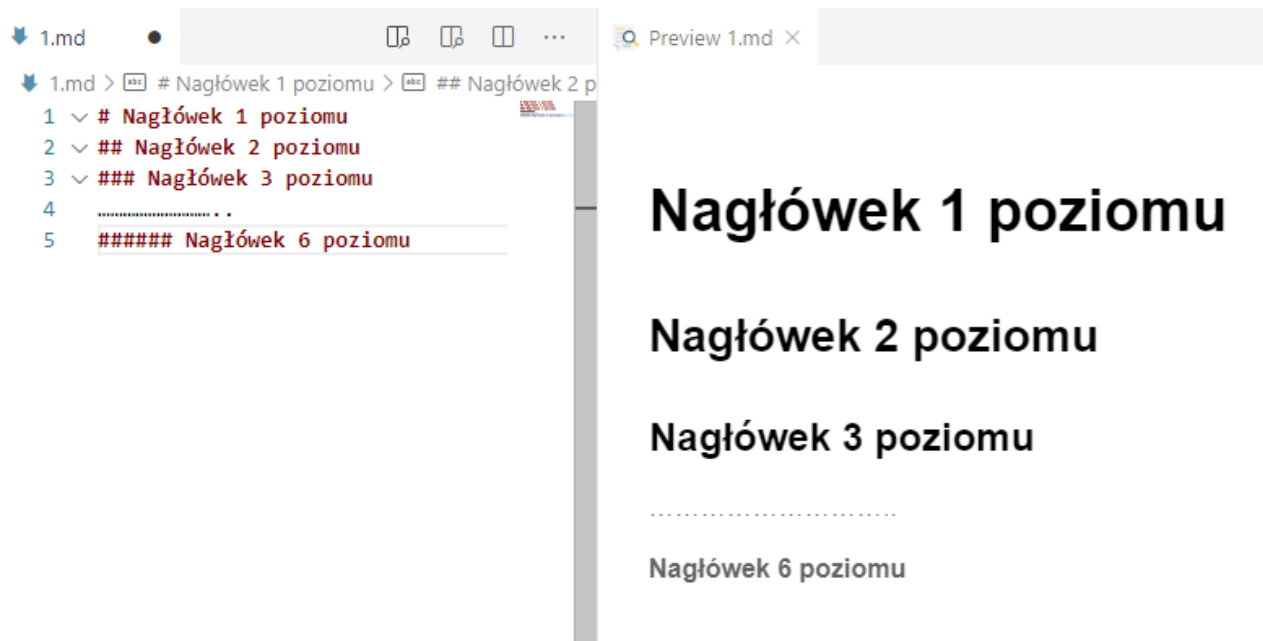 1.md
1.md > # Nagłówek 1 poziomu > ## Nagłówek 2 p
1 # Nagłówek 1 poziomu
2 ## Nagłówek 2 poziomu
3 ### Nagłówek 3 poziomu
4 ………………………..
5 ###### Nagłówek 6 poziomu
Preview 1.md
Nagłówek 1 poziomu
Nagłówek 2 poziomu
Nagłówek 3 poziomu
………………………..
Nagłówek 6 poziomu